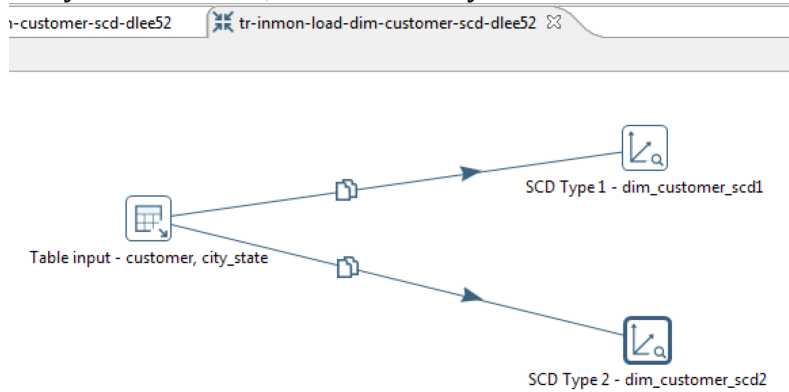 n-customer-scd-dlee52
tr-inmon-load-dim-customer-scd-dlee52
SCD Type 1 - dim_customer_scd1
Table input - customer, city_state
SCD Type 2 - dim_customer_scd2